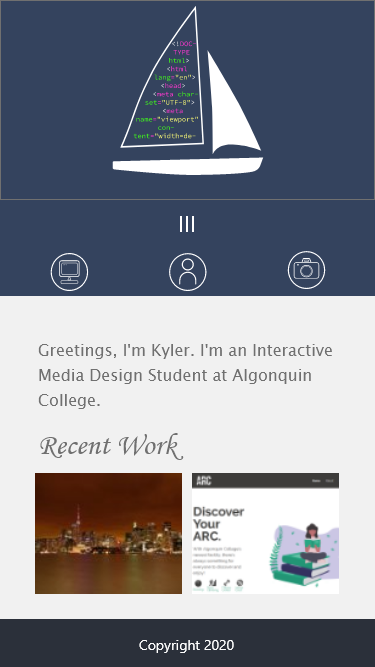 <!DOC-
TYPE
html>
<html
lang="en">
<head>
<meta char-
set="UTF-8">
<meta
name="viewport"
con-
tent="width=de-
Greetings, I'm Kyler. I'm an Interactive
Media Design Student at Algonquin
College.
Recent Work
ARC
Discover
Your
ARC.
Copyright 2020